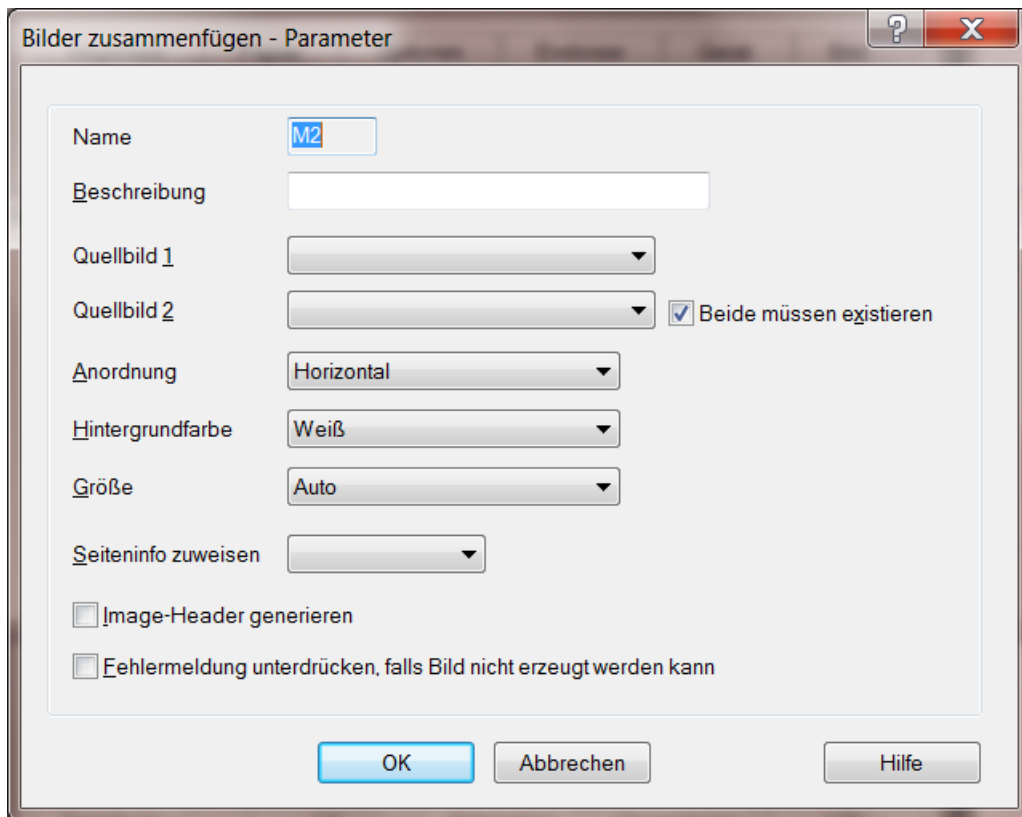 Bilder zusammenfügen - Parameter
Name M2
Beschreibung
Quellbild 1
Quellbild 2 Beide müssen existieren
Anordnung Horizontal
Hintergrundfarbe Weiß
Größe Auto
Seiteninfo zuweisen
Image-Header generieren
Fehlermeldung unterdrücken, falls Bild nicht erzeugt werden kann
OK Abbrechen Hilfe